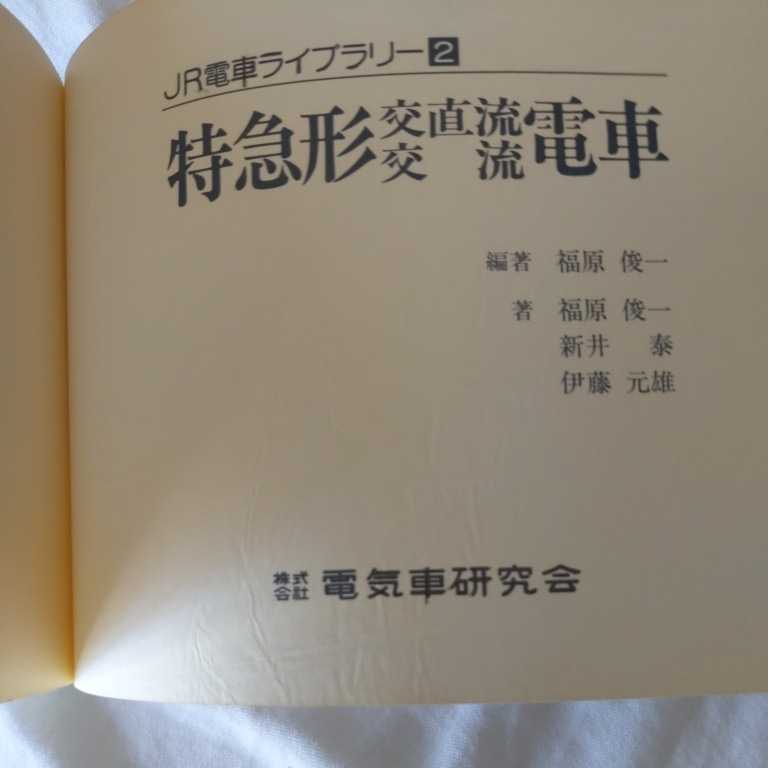 JR電車ライブラリー2
特急形交直流交流電車
編著 福原 俊一
著 福原 俊一
新井 泰
伊藤 元雄
株式会社 電気車研究会